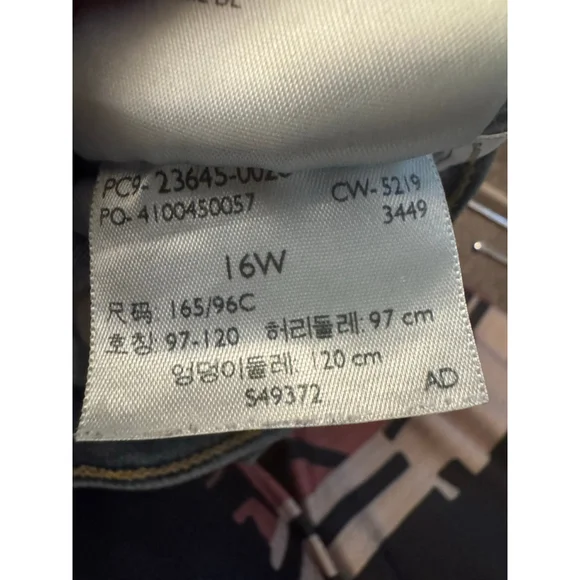 PC9- 23645-002
PO- 4100450057
CW- 5219
3449
16W
尺码: 165/96C
호칭 97-120 허리둘레: 97 cm
엉덩이둘레: 120 cm
S49372
AD